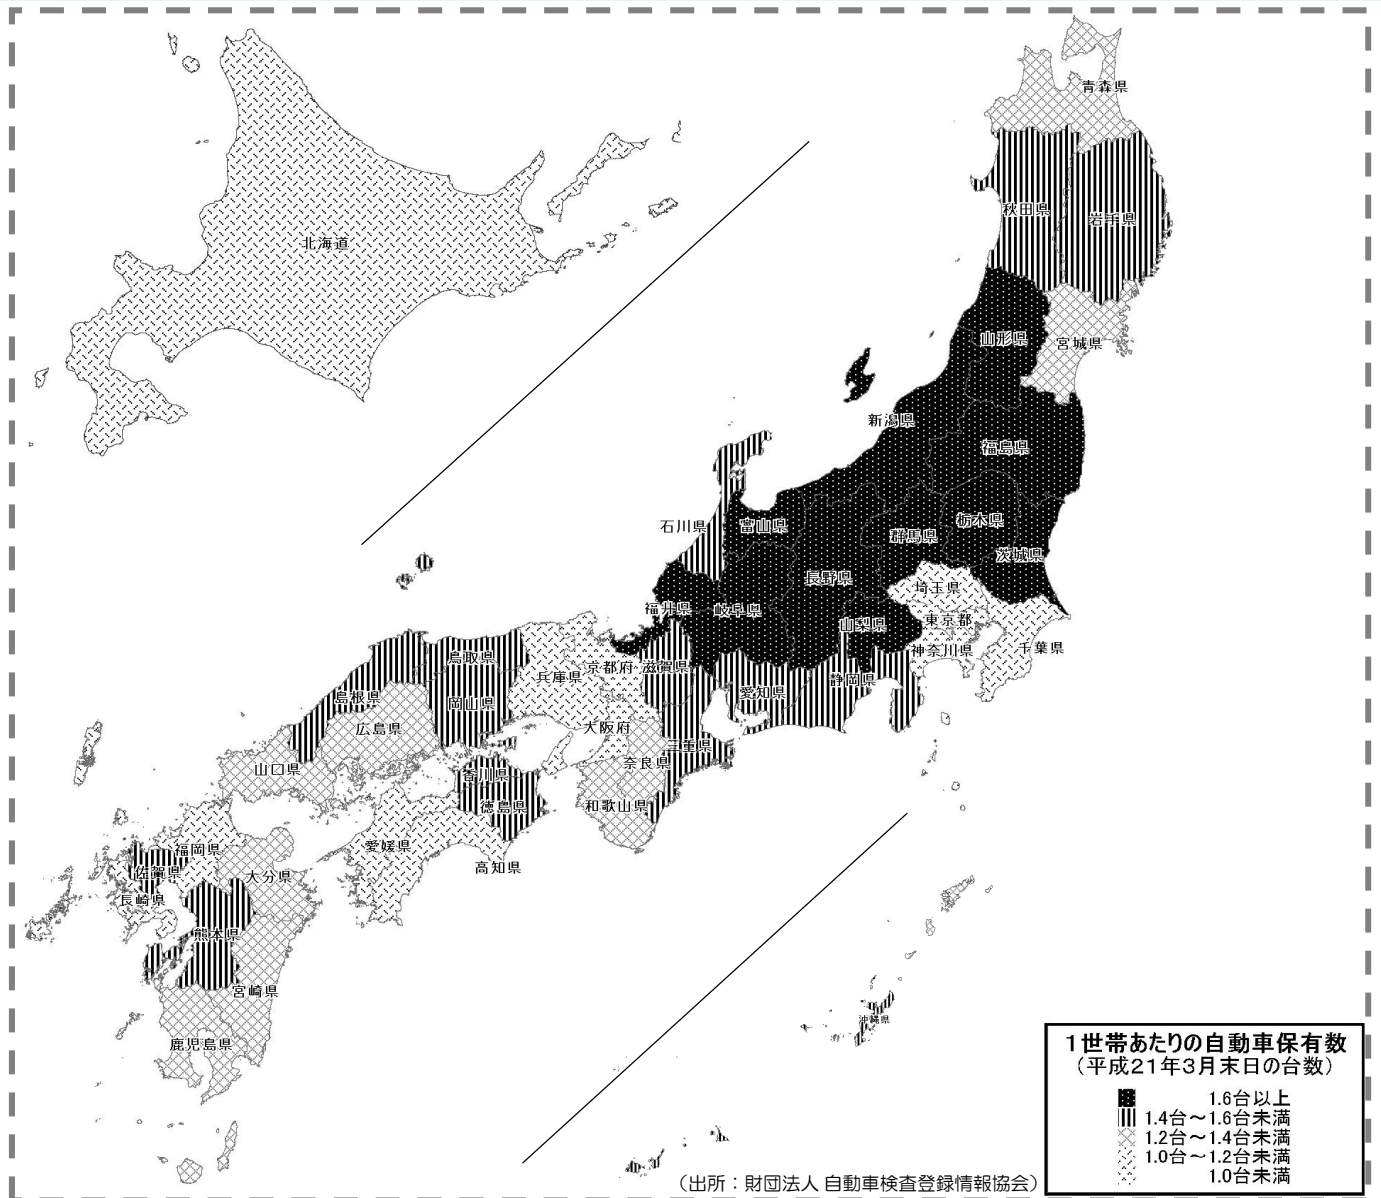 青森県
秋田県
岩手県
北海道
山形県
宮城県
新潟県
福島県
石川県
富山県
群馬県
栃木県
茨城県
長野県
埼玉県
福井県
岐阜県
山梨県
東京都
神奈川県
千葉県
鳥取県
兵庫県
京都府
滋賀県
愛知県
静岡県
島根県
岡山県
広島県
大阪府
三重県
奈良県
山口県
香川県
徳島県
和歌山県
福岡県
愛媛県
高知県
佐賀県
大分県
長崎県
熊本県
宮崎県
鹿児島県
沖縄県
1世帯あたりの自動車保有数
(平成21年3月末日の台数)
1.6台以上
1.4台～1.6台未満
1.2台～1.4台未満
1.0台～1.2台未満
1.0台未満
(出所：財団法人 自動車検査登録情報協会)